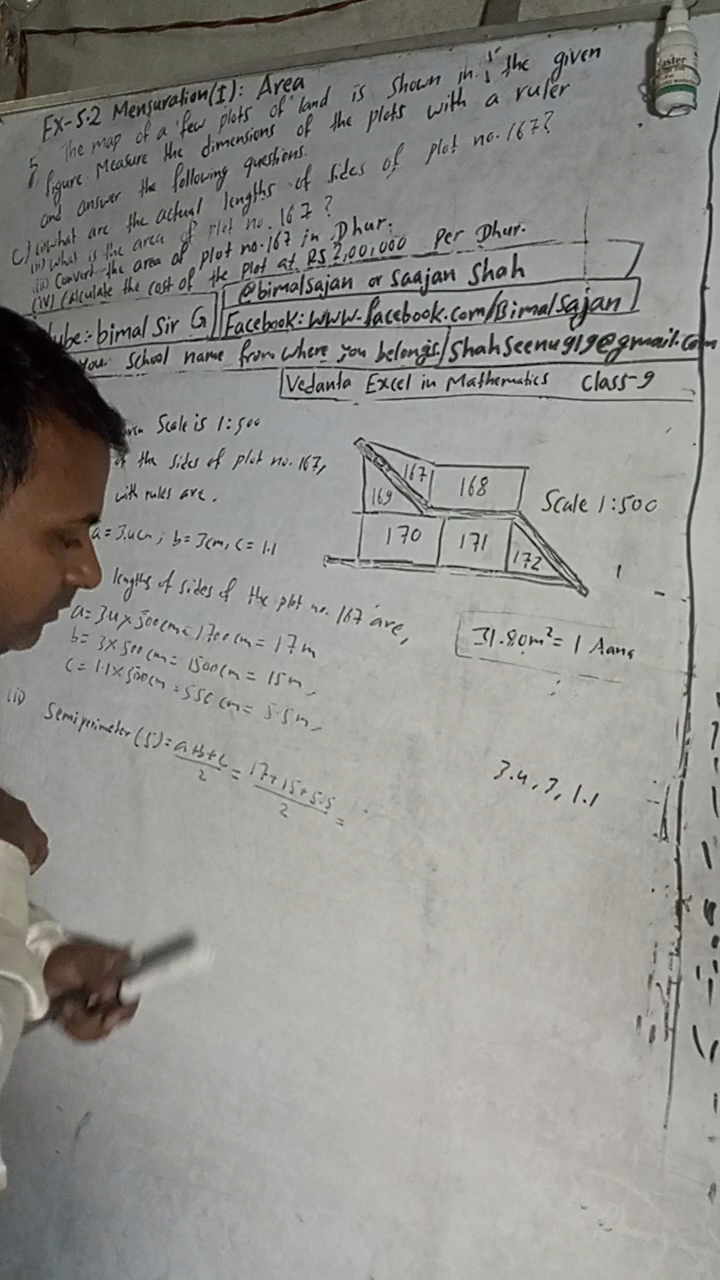 Ex-5.2 Mensuration(I): Area
5. The map of a few plots of land is shown in the given
figure. Measure the dimensions of the plots with a ruler
and answer the following questions.
c) (i) What are the actual lengths of sides of plot no. 167?
(ii) What is the area of plot no. 167?
(iii) Convert the area of plot no. 167 in Dhur.
(iv) Calculate the cost of the plot at RS 2,001,000 per Dhur.
@bimalsajan or Saajan Shah
ube:- bimal Sir G
Facebook: www.facebook.com/Bimalsajan
your School name from where you belongs/shahseenu919@gmail.com
Vedanta Excel in Mathematics Class-9
Scale is 1:500
the sides of plot no. 167,
with rules are.
a = 3.4cm; b = 3cm, c = 1.1
167
168
169
170
171
172
Scale 1:500
lengths of sides of the plot no. 167 are,
a = 3.4 x 500cm = 1700cm = 17m
b = 3 x 500cm = 1500cm = 15m,
c = 1.1 x 500cm = 550cm = 5.5m,
31.80m² = 1 Aana
(ii) Semi perimeter (S) = a+b+c/2 = 17+15+5.5/2 =
3.4, 3, 1.1